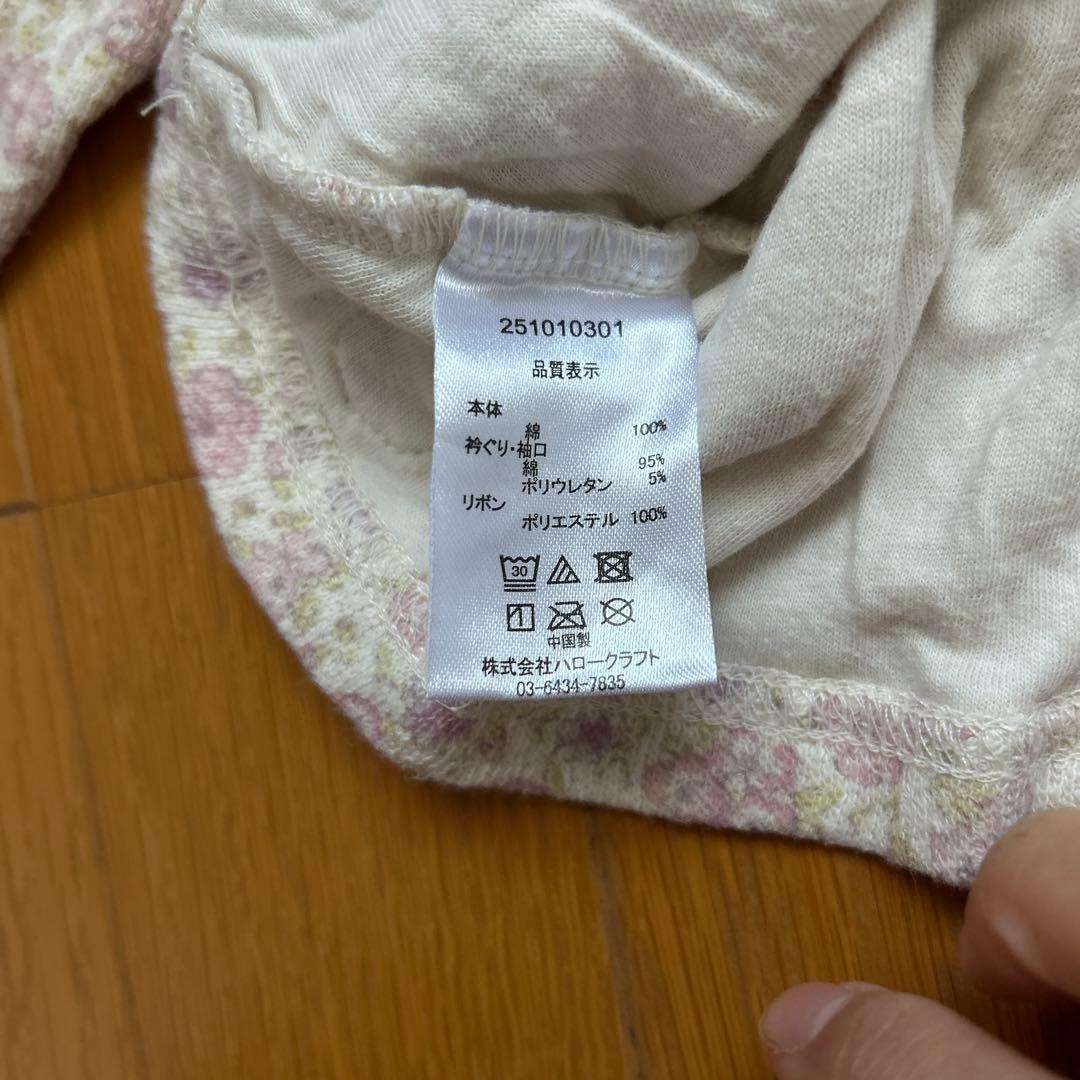 251010301
品質表示
本体
綿 100%
衿ぐり・袖口
綿 95%
ポリウレタン 5%
リボン
ポリエステル 100%
30
中国製
株式会社ハロークラフト
03-6434-7835